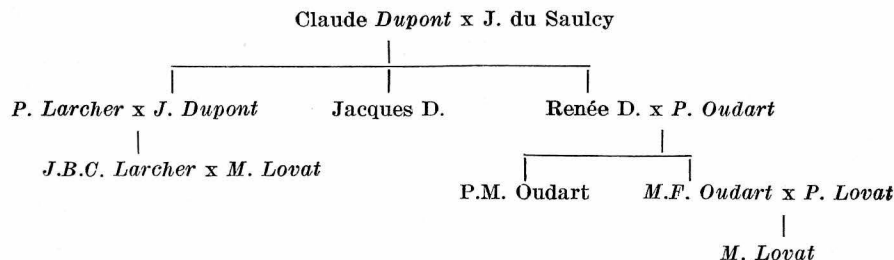 Claude Dupont x J. du Saulcy
P. Larcher x J. Dupont Jacques D. Renée D. x P. Oudart
J.B.C. Larcher x M. Lovat
P.M. Oudart M.F. Oudart x P. Lovat
M. Lovat